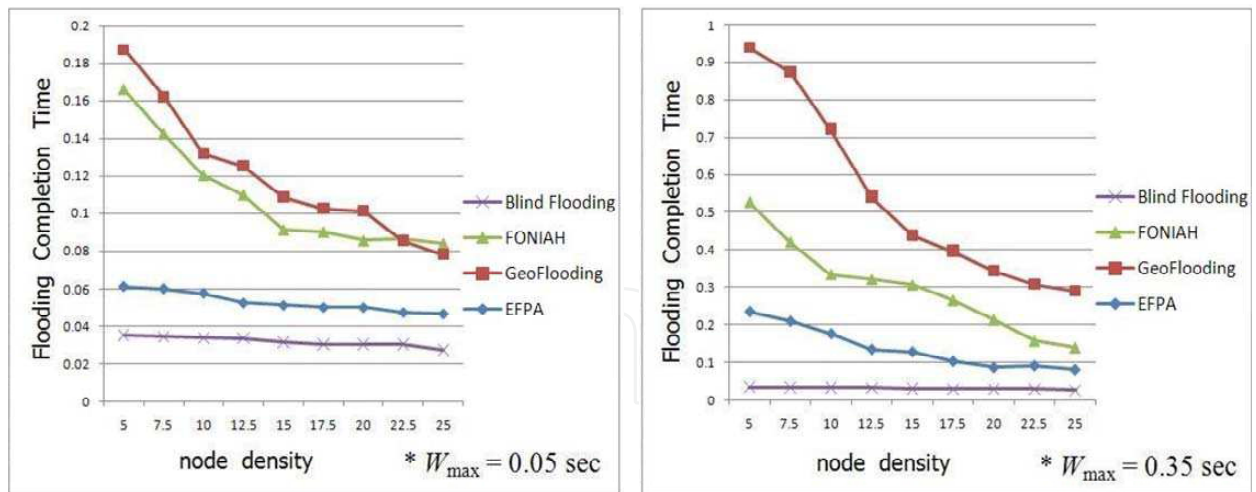 0.2
0.18
0.16
0.14
0.12
0.1
0.08
0.06
0.04
0.02
0
Flooding Completion Time
5 7.5 10 12.5 15 17.5 20 22.5 25
node density
* Wmax = 0.05 sec
Blind Flooding
FONIAH
GeoFlooding
EFPA
1
0.9
0.8
0.7
0.6
0.5
0.4
0.3
0.2
0.1
0
Flooding Completion Time
5 7.5 10 12.5 15 17.5 20 22.5 25
node density
* Wmax = 0.35 sec
Blind Flooding
FONIAH
GeoFlooding
EFPA